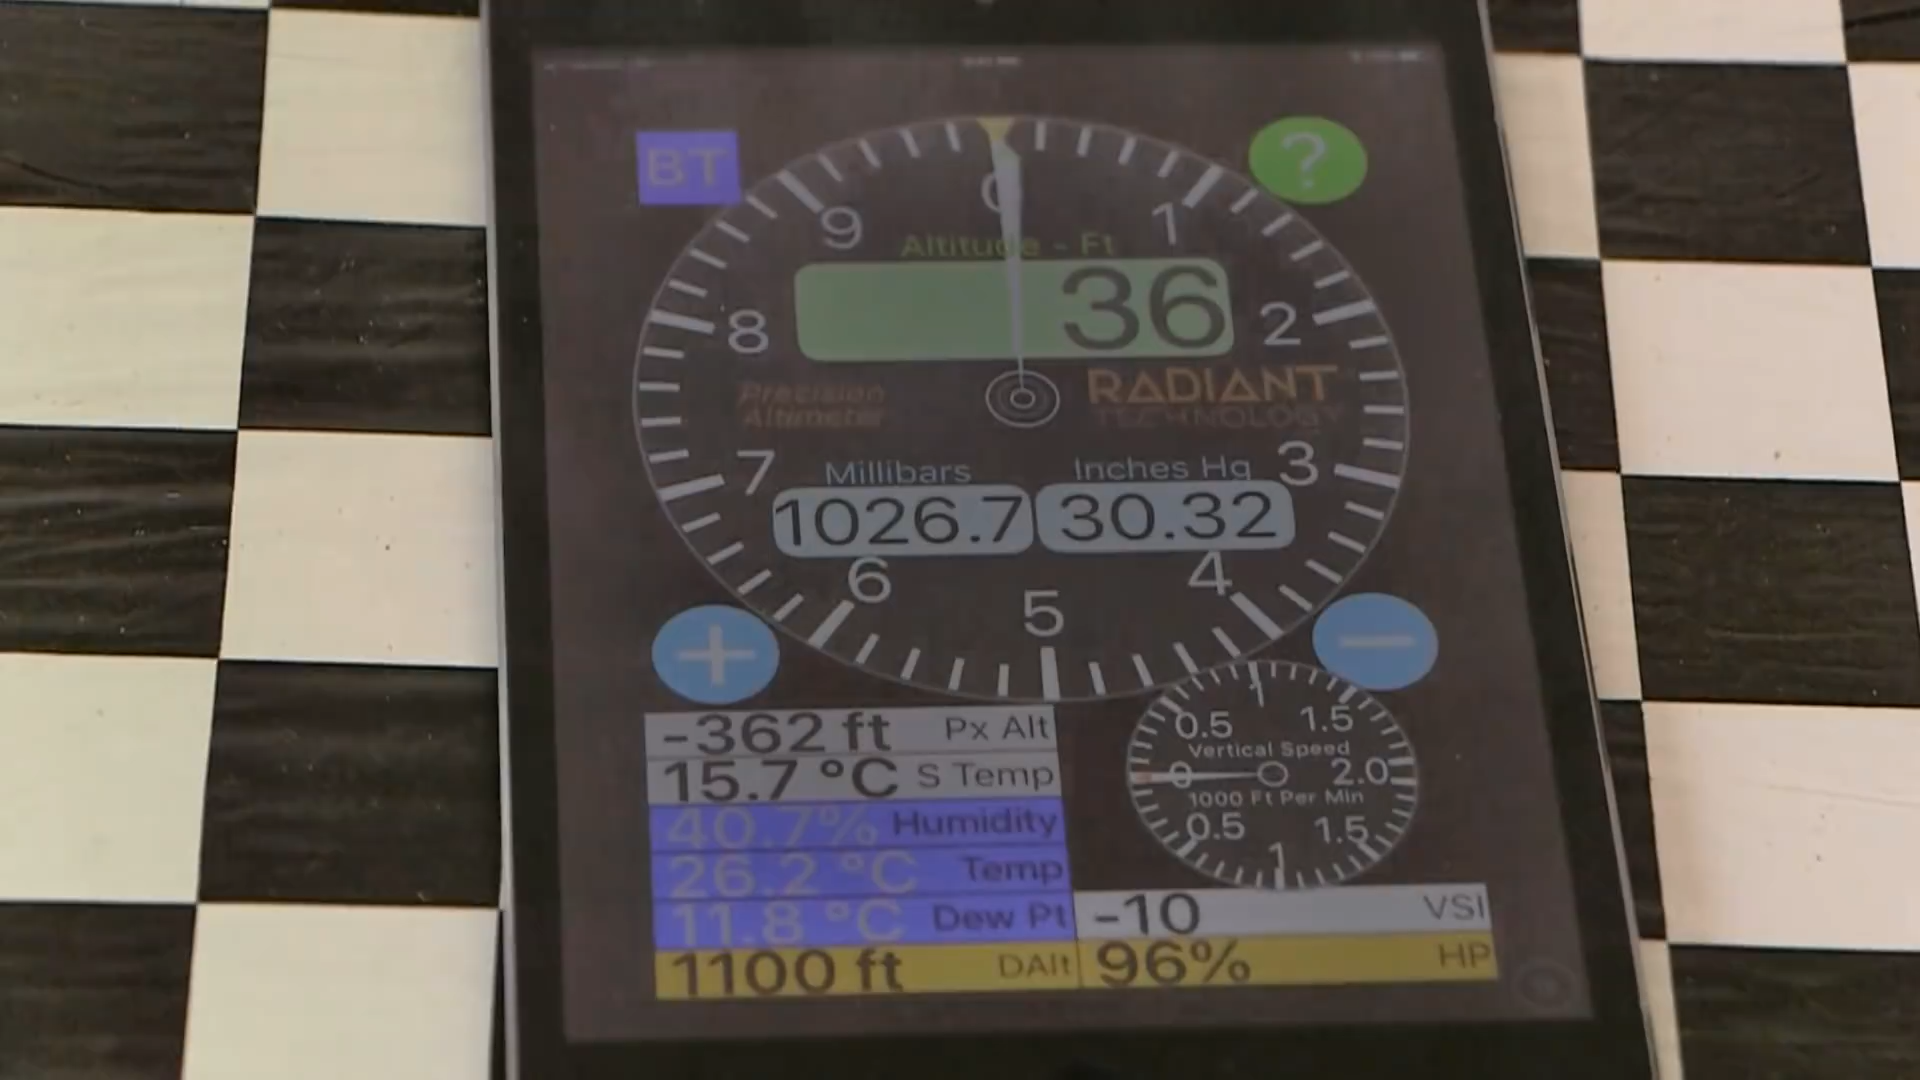 BT
?
0
9
1
Altitude - Ft
36
8
2
Precision
Altimeter
RADIANT
TECHNOLOGY
7
3
Millibars
Inches Hg
1026.7
30.32
6
4
5
+
−
-362 ft Px Alt
15.7 °C S Temp
40.7% Humidity
26.2 °C Temp
11.8 °C Dew Pt
1100 ft DAlt
1
0.5 1.5
Vertical Speed
0 2.0
1000 Ft Per Min
0.5 1.5
1
-10 VSI
96% HP